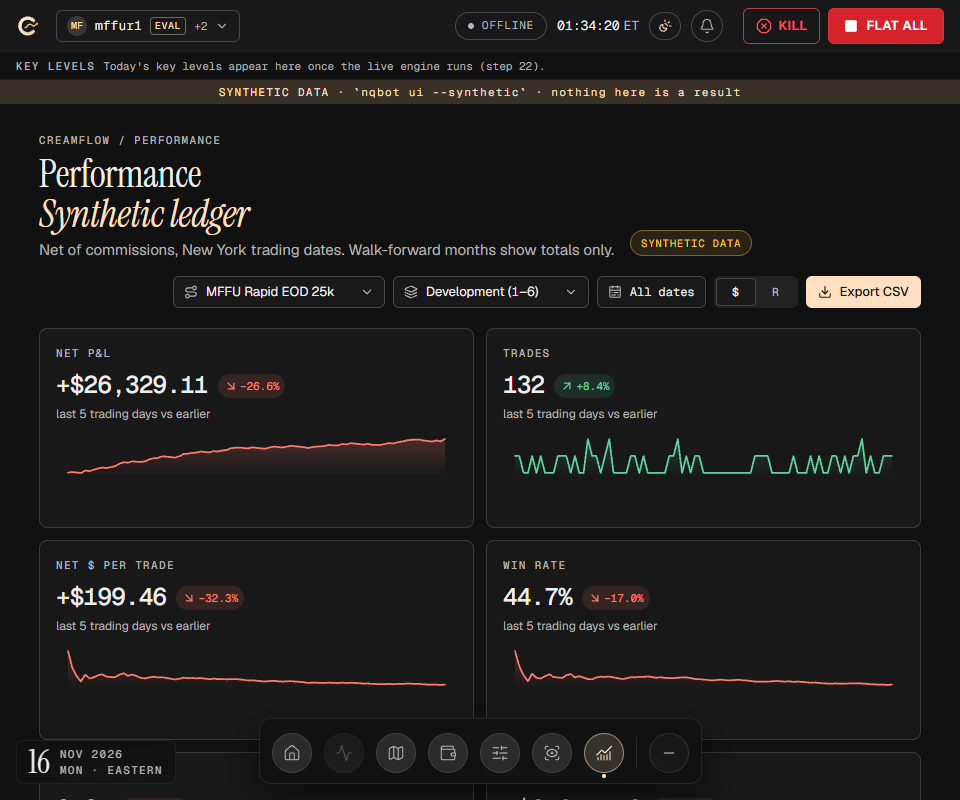 MF mffur1 EVAL +2
OFFLINE
01:34:20 ET
KILL
FLAT ALL
KEY LEVELS Today's key levels appear here once the live engine runs (step 22).
SYNTHETIC DATA · `nqbot ui --synthetic` · nothing here is a result
CREAMFLOW / PERFORMANCE
Performance
Synthetic ledger
Net of commissions, New York trading dates. Walk-forward months show totals only.
SYNTHETIC DATA
MFFU Rapid EOD 25k
Development (1–6)
All dates
$ R
Export CSV
NET P&L
+$26,329.11 -26.6%
last 5 trading days vs earlier
TRADES
132 +8.4%
last 5 trading days vs earlier
NET $ PER TRADE
+$199.46 -32.3%
last 5 trading days vs earlier
WIN RATE
44.7% -17.0%
last 5 trading days vs earlier
16 NOV 2026
MON · EASTERN